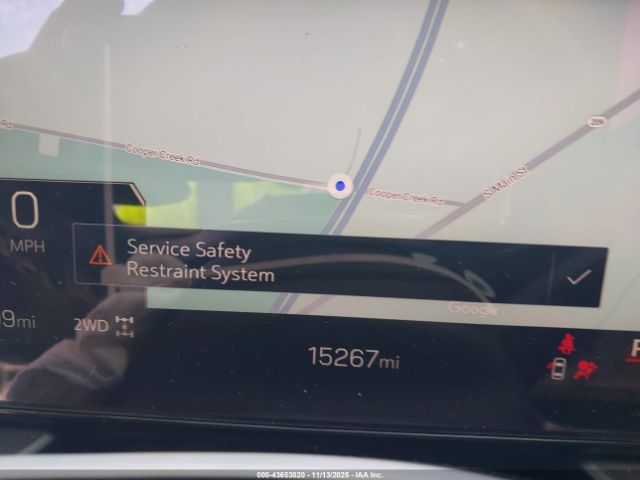 Rd
Cooper Creek Rd
Cooper Creek Rd
S Main St
0
MPH
Service Safety
Restraint System
Google
9mi
2WD
15267mi
000-43653820 - 11/13/2025 - IAA Inc.